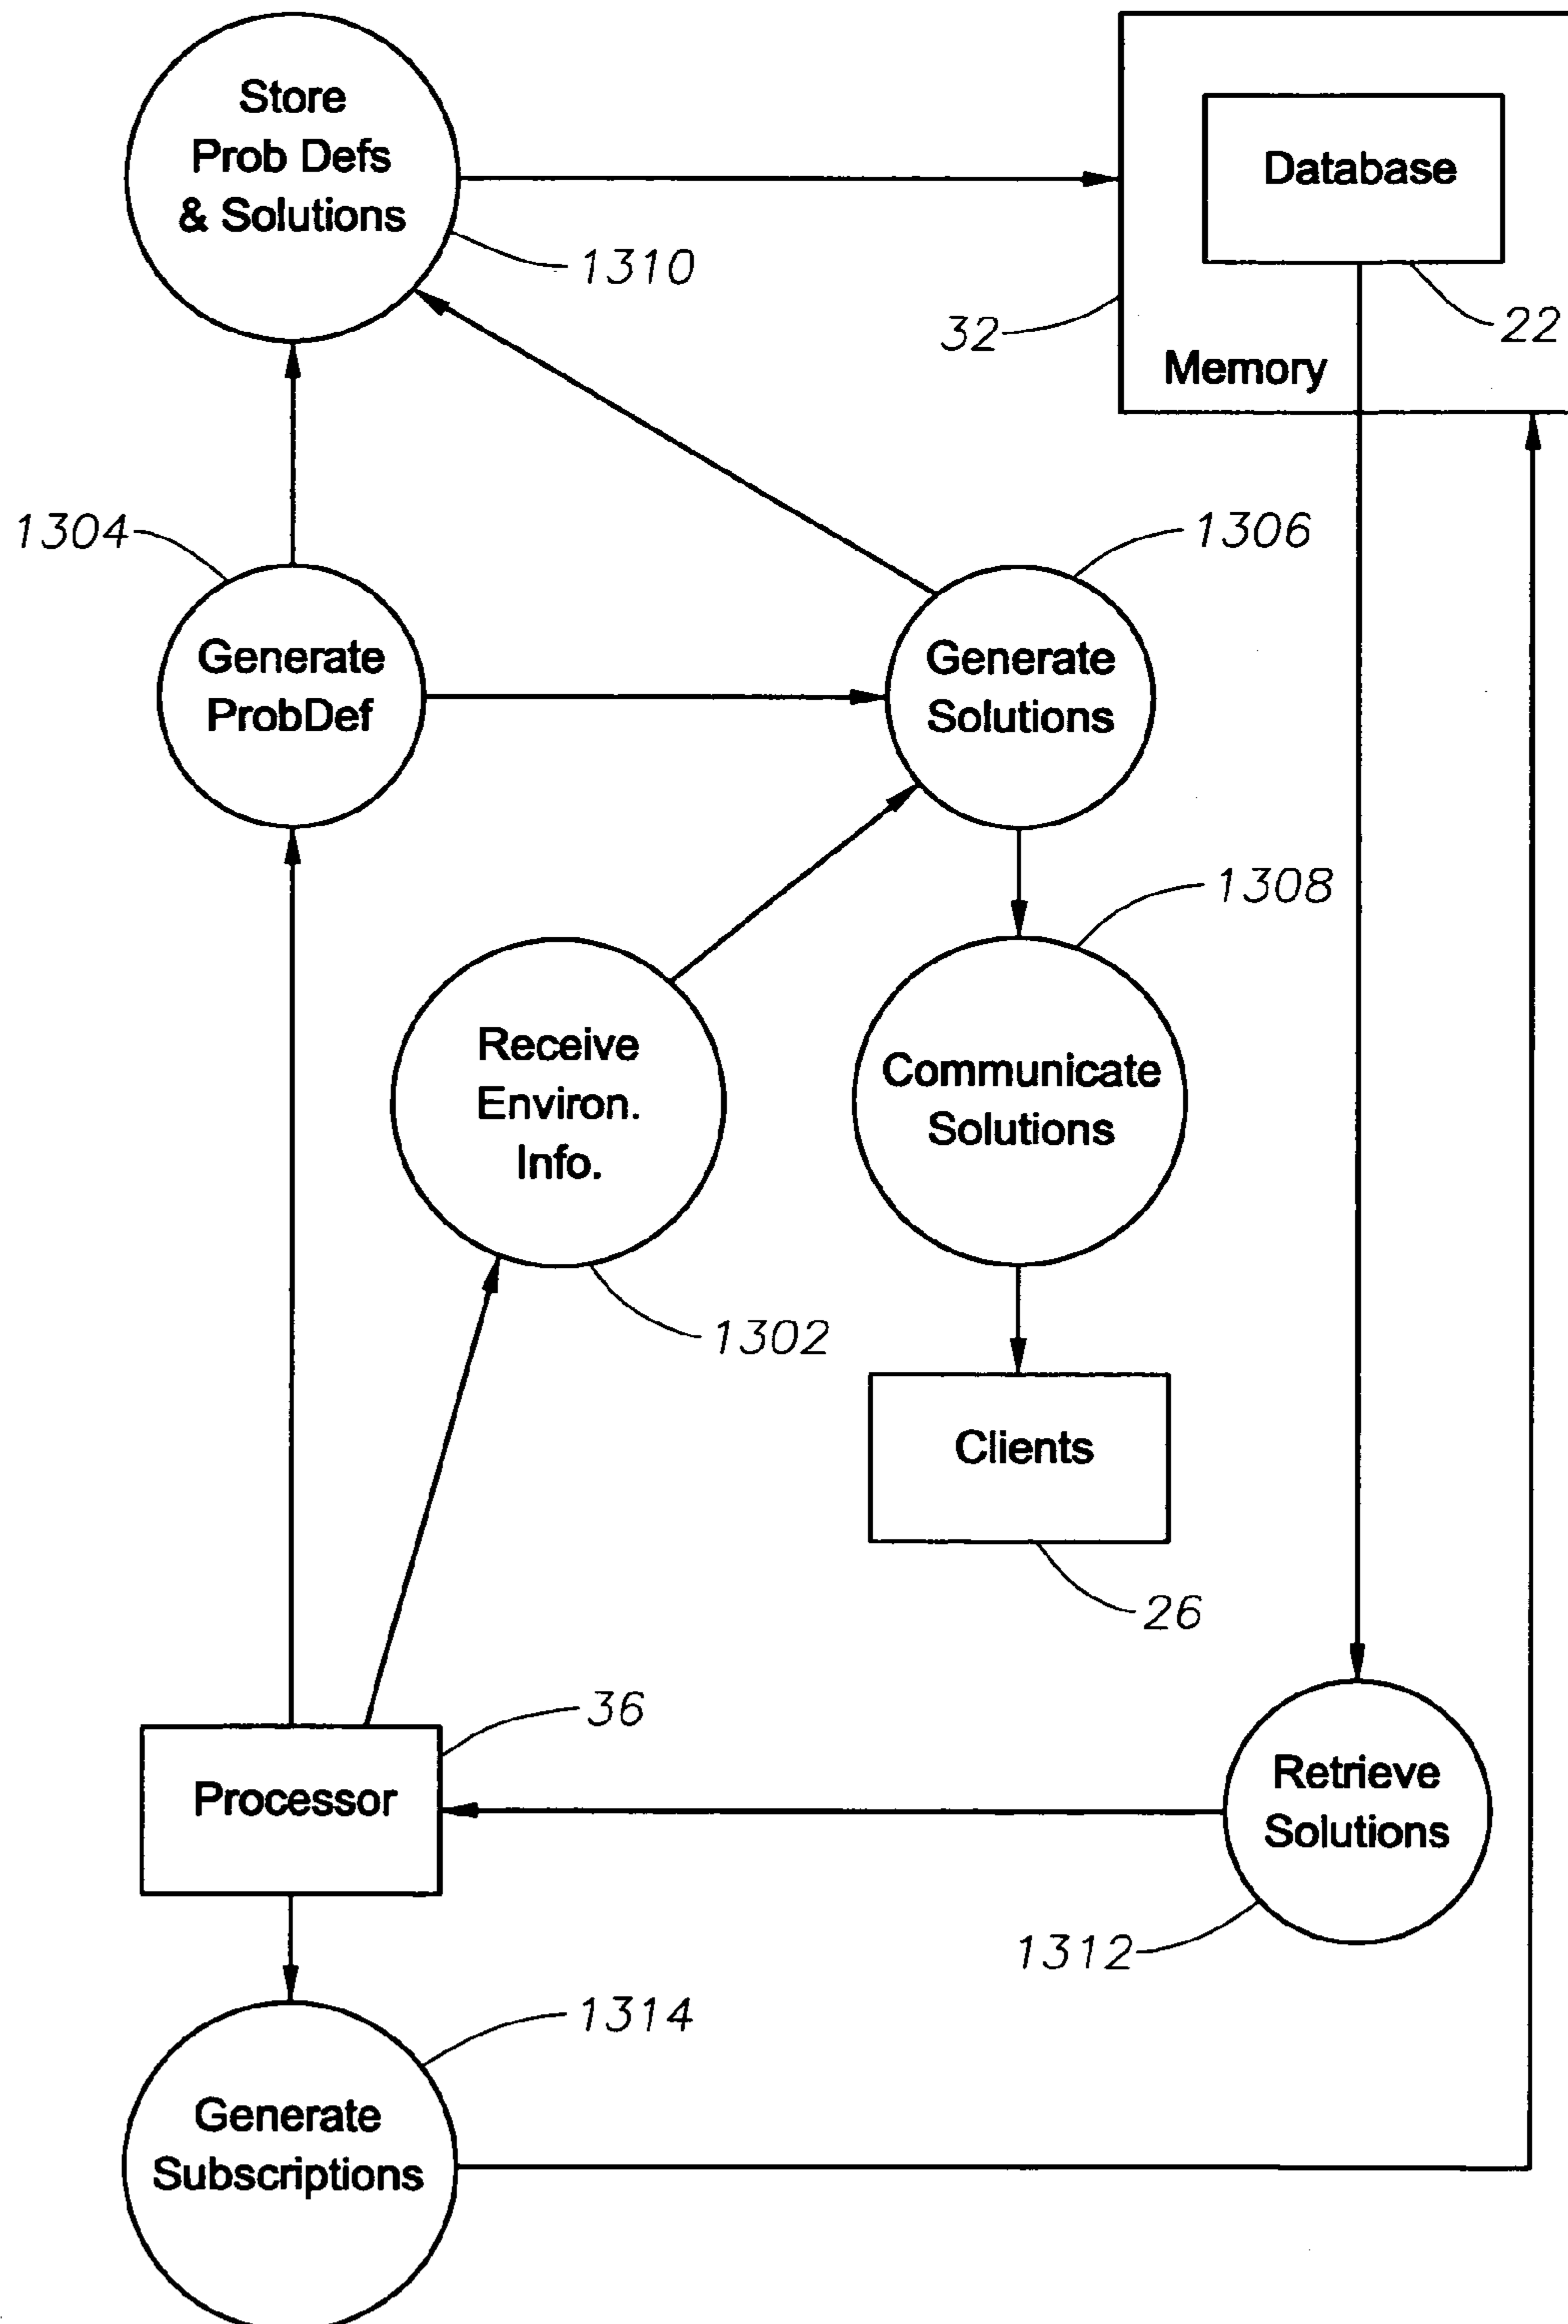 Store
Prob Defs
& Solutions
1310
Database
22
32
Memory
1304
Generate
ProbDef
1306
Generate
Solutions
1308
Receive
Environ.
Info.
1302
Communicate
Solutions
Clients
26
36
Processor
Retrieve
Solutions
1312
1314
Generate
Subscriptions